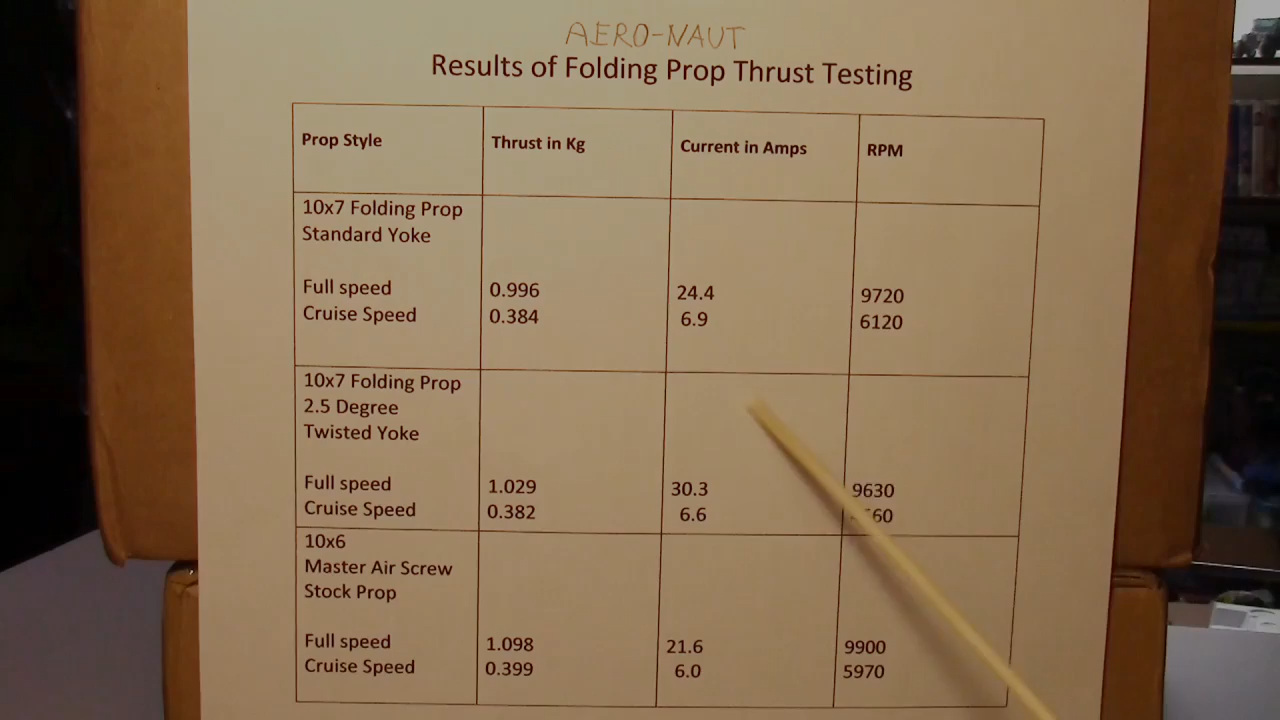 AERO-NAUT
Results of Folding Prop Thrust Testing
Prop Style Thrust in Kg Current in Amps RPM
10x7 Folding Prop
Standard Yoke
Full speed 0.996 24.4 9720
Cruise Speed 0.384 6.9 6120
10x7 Folding Prop
2.5 Degree
Twisted Yoke
Full speed 1.029 30.3 9630
Cruise Speed 0.382 6.6
10x6
Master Air Screw
Stock Prop
Full speed 1.098 21.6 9900
Cruise Speed 0.399 6.0 5970